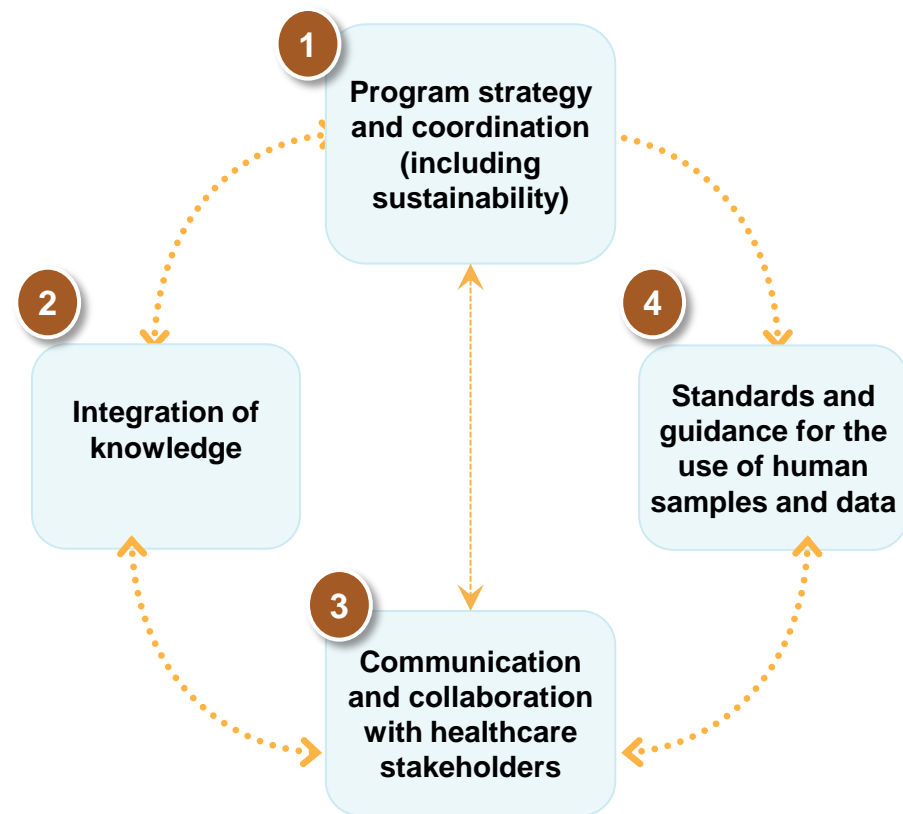 1
Program strategy
and coordination
(including
sustainability)
2
Integration of
knowledge
4
Standards and
guidance for the
use of human
samples and data
3
Communication
and collaboration
with healthcare
stakeholders